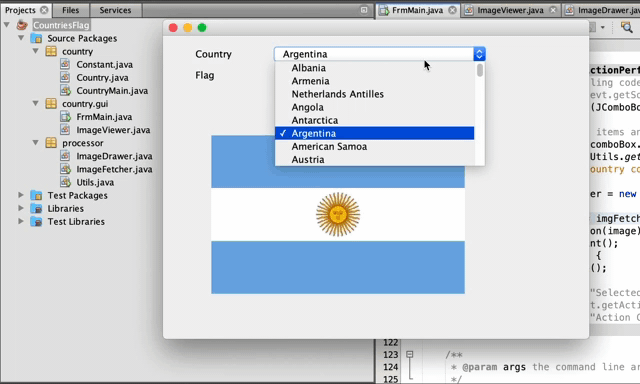 Projects
Files
Services
FrmMain.java
ImageViewer.java
ImageDrawer.java
CountriesFlag
Source Packages
country
Constant.java
Country.java
CountryMain.java
country.gui
FrmMain.java
ImageViewer.java
processor
ImageDrawer.java
ImageFetcher.java
Utils.java
Test Packages
Libraries
Test Libraries
Country
Argentina
Flag
Albania
Armenia
Netherlands Antilles
Angola
Antarctica
✓ Argentina
American Samoa
Austria
ctionPerf
ling code
evt.getSo
(JComboBo
items an
comboBox.
Utils.get
ountry co
er = new
imgFetch
on(image)
nt();
{
();
"Selected
t.getActi
"Action C
122
123 /**
124 * @param args the command line ar
125 */